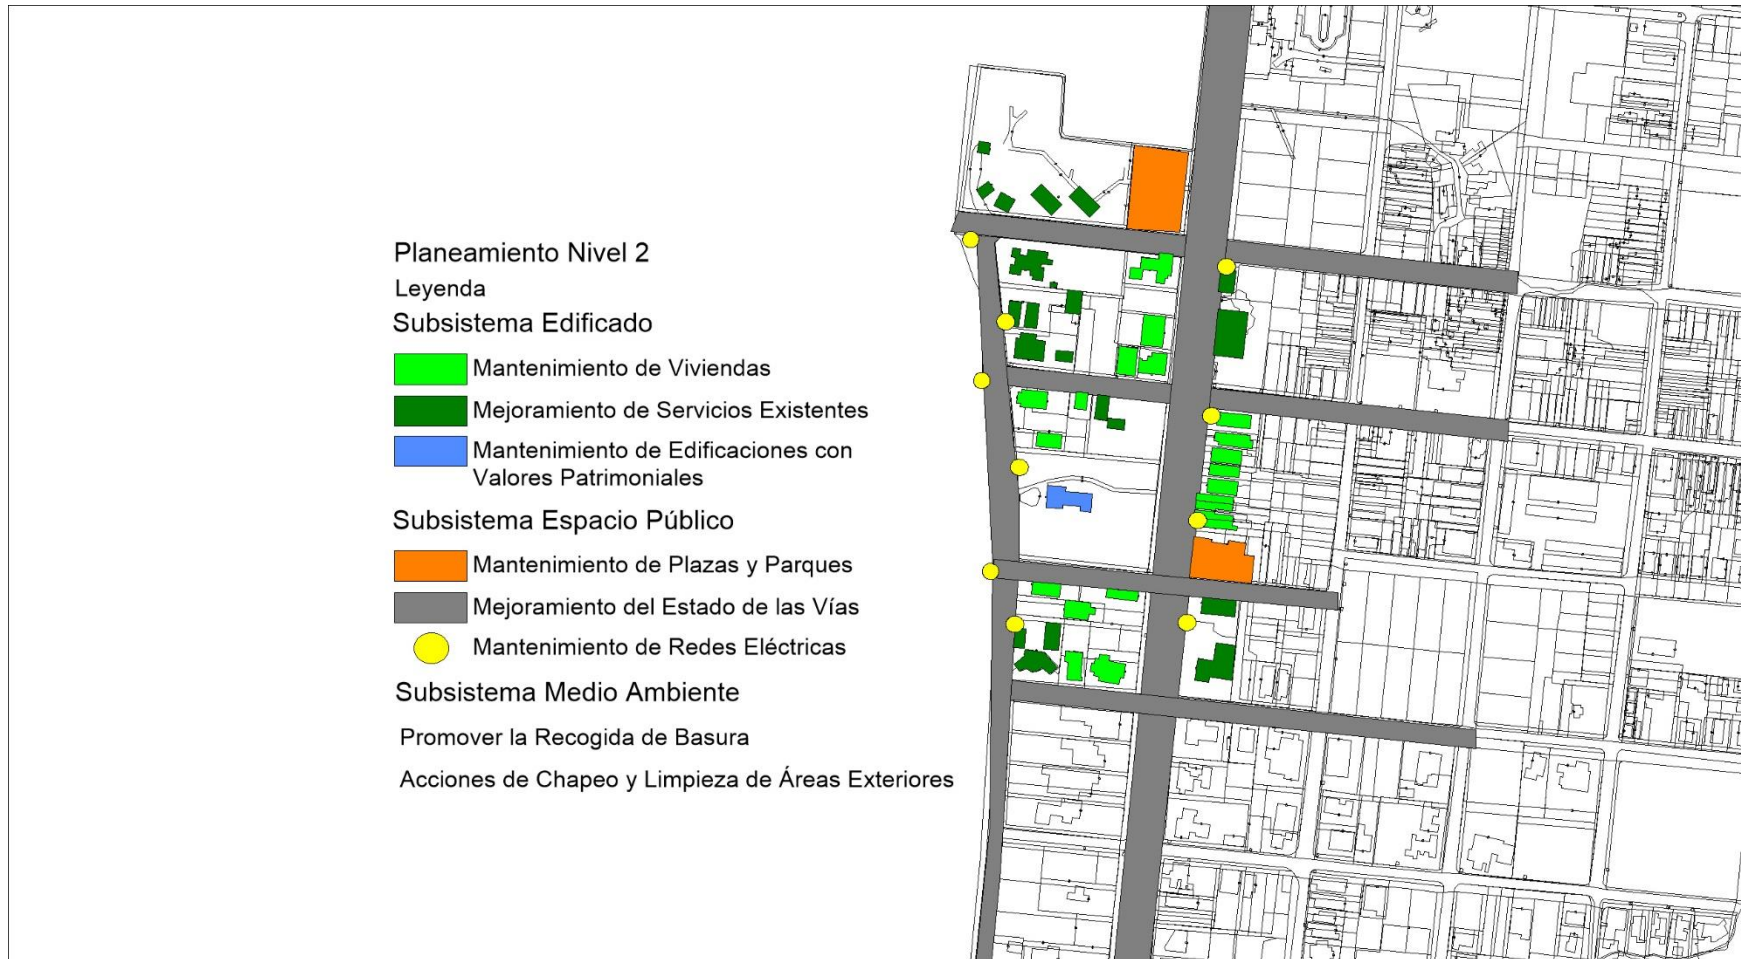 Planeamiento Nivel 2
Leyenda
Subsistema Edificado
Mantenimiento de Viviendas
Mejoramiento de Servicios Existentes
Mantenimiento de Edificaciones con
Valores Patrimoniales
Subsistema Espacio Público
Mantenimiento de Plazas y Parques
Mejoramiento del Estado de las Vías
Mantenimiento de Redes Eléctricas
Subsistema Medio Ambiente
Promover la Recogida de Basura
Acciones de Chapeo y Limpieza de Áreas Exteriores